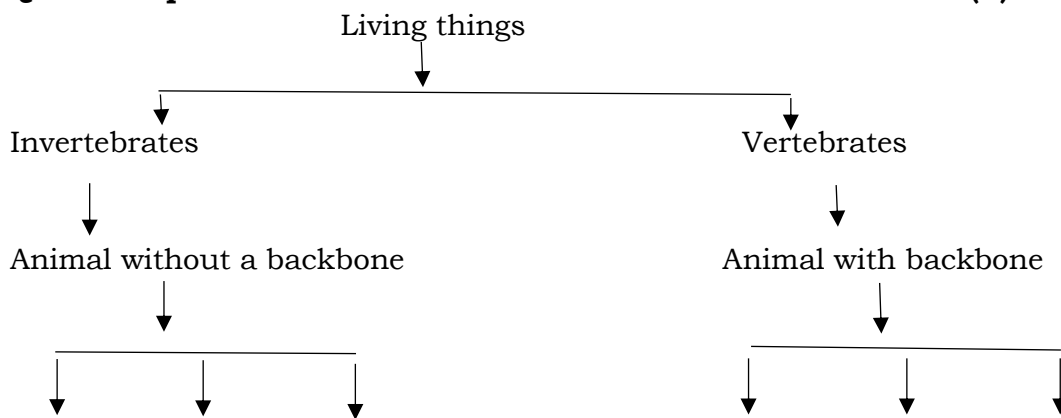 Living things
Invertebrates Vertebrates
Animal without a backbone Animal with backbone